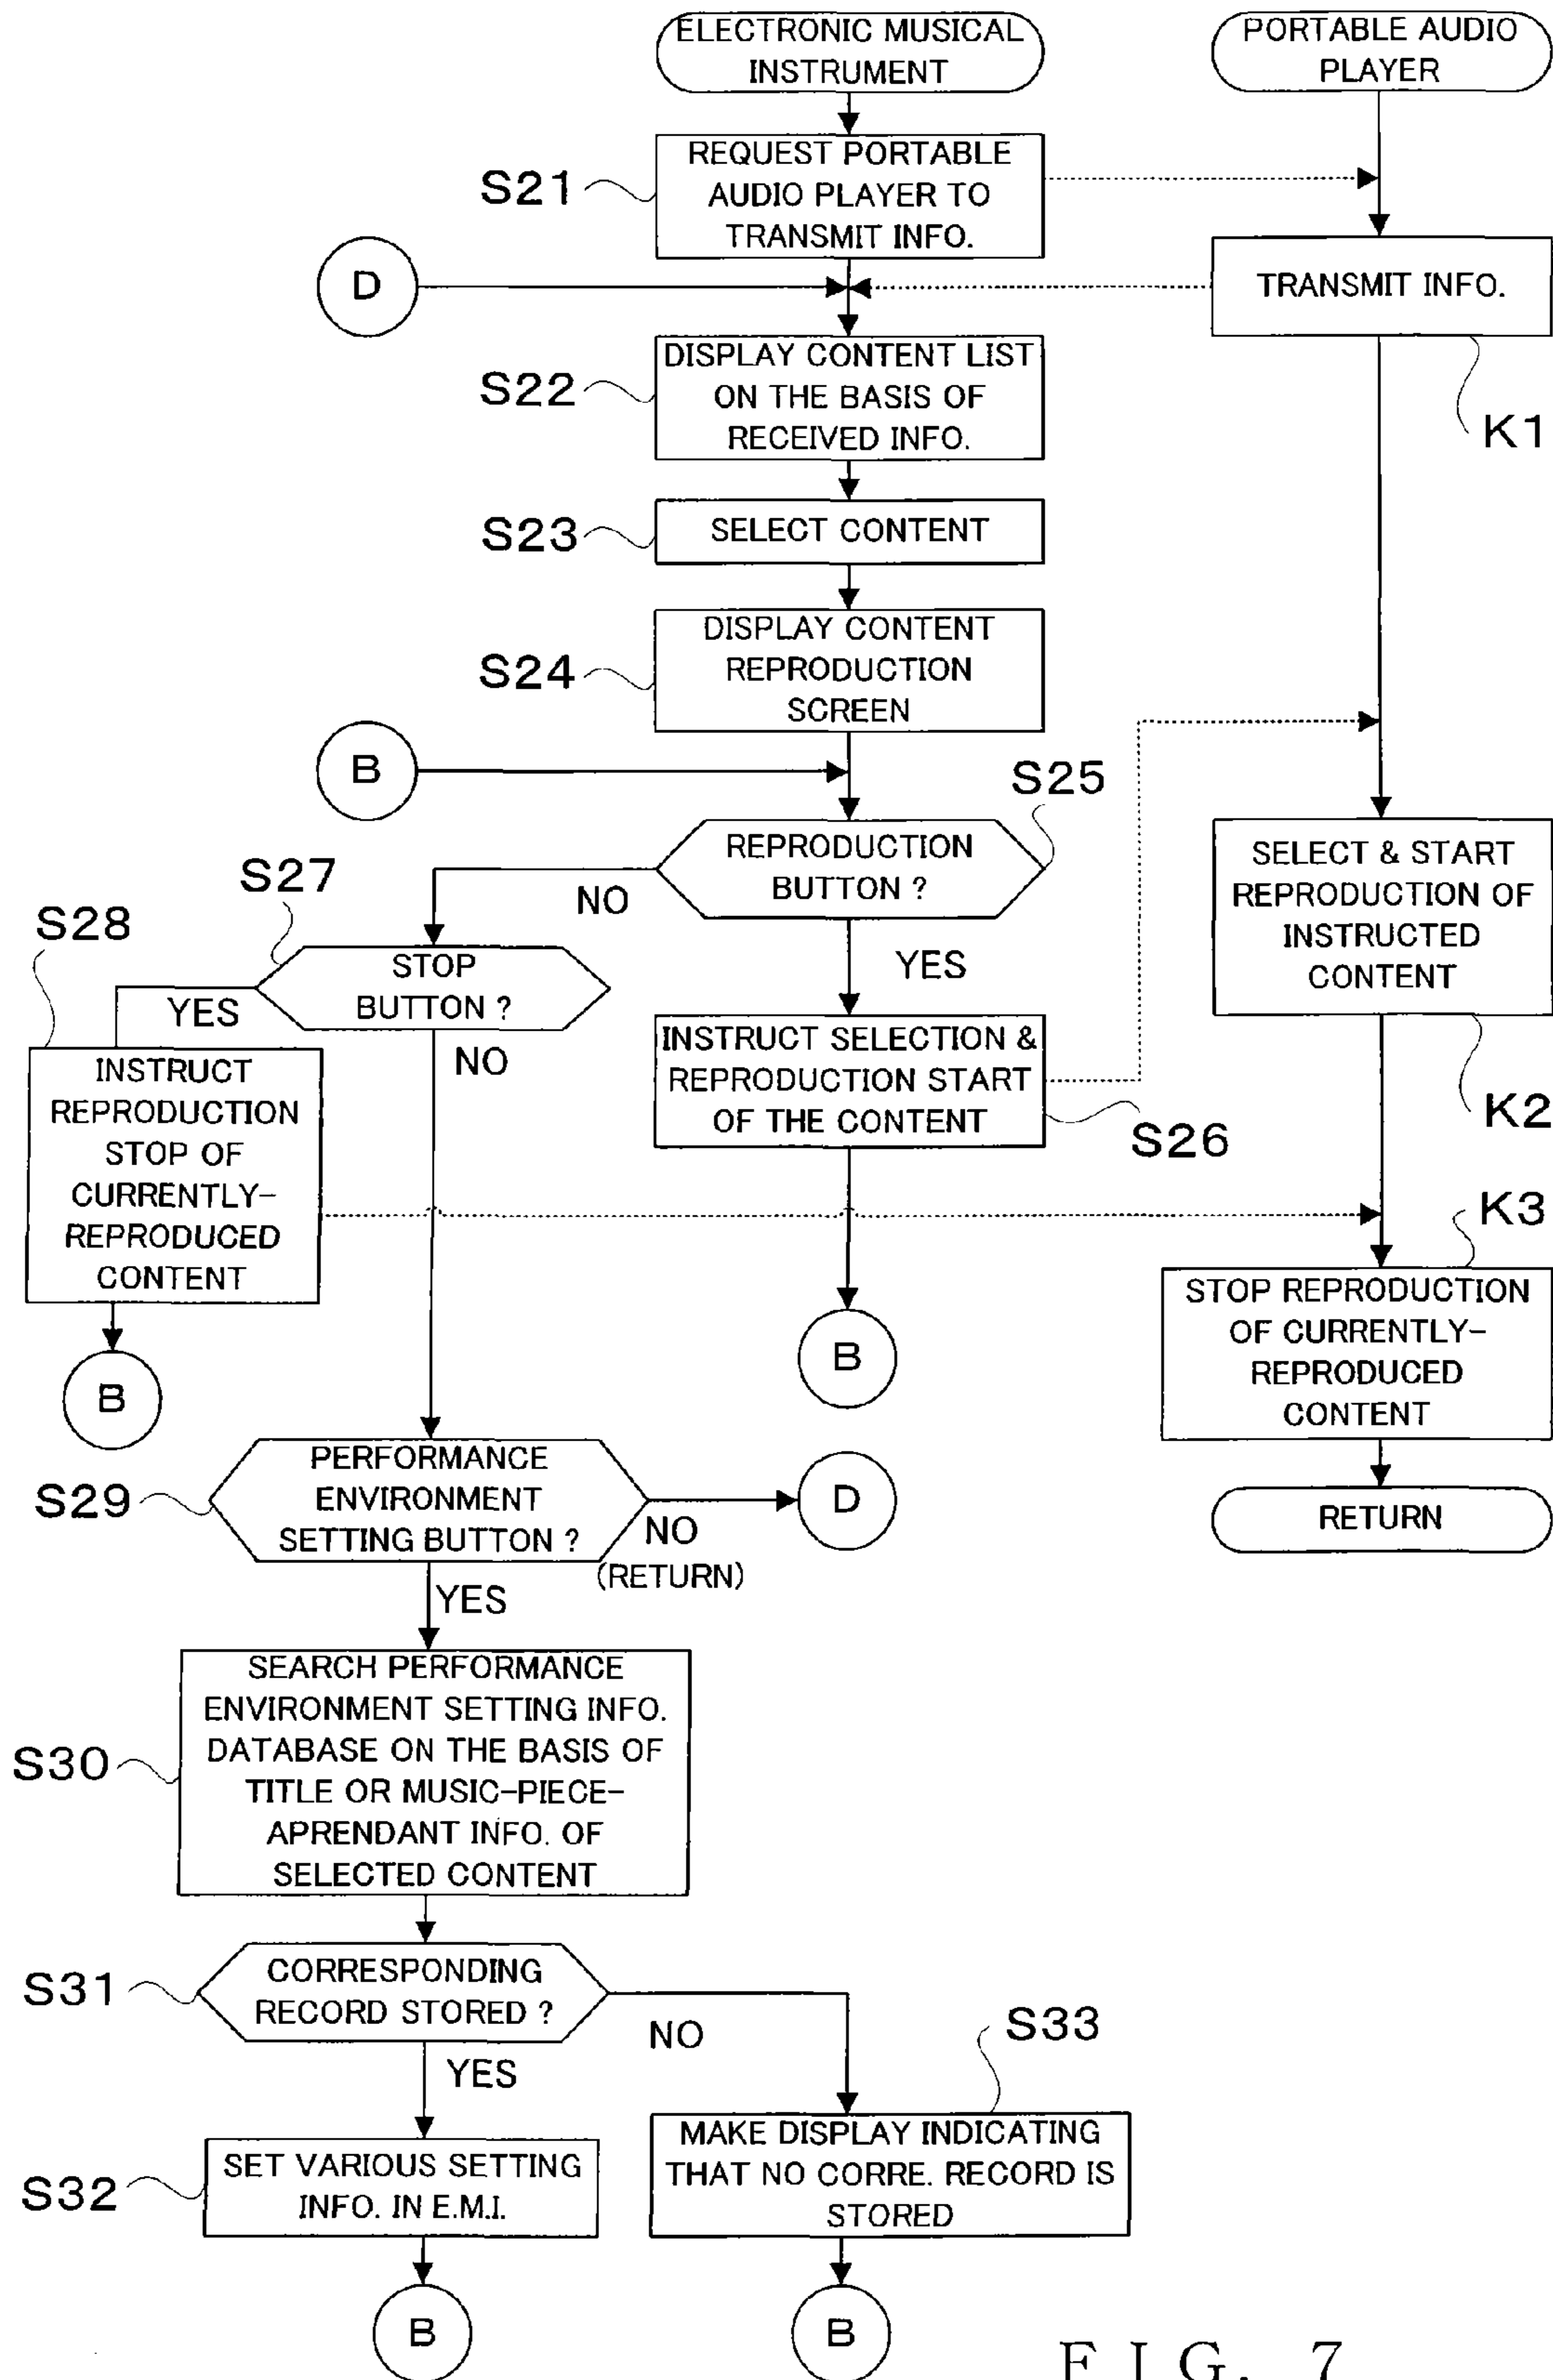 ELECTRONIC MUSICAL
INSTRUMENT
PORTABLE AUDIO
PLAYER
S21
REQUEST PORTABLE
AUDIO PLAYER TO
TRANSMIT INFO.
D
TRANSMIT INFO.
K1
S22
DISPLAY CONTENT LIST
ON THE BASIS OF
RECEIVED INFO.
S23
SELECT CONTENT
S24
DISPLAY CONTENT
REPRODUCTION
SCREEN
B
S25
REPRODUCTION
BUTTON ?
NO
YES
S27
STOP
BUTTON ?
YES
NO
S28
INSTRUCT
REPRODUCTION
STOP OF
CURRENTLY-
REPRODUCED
CONTENT
B
INSTRUCT SELECTION &
REPRODUCTION START
OF THE CONTENT
S26
B
SELECT & START
REPRODUCTION OF
INSTRUCTED
CONTENT
K2
K3
STOP REPRODUCTION
OF CURRENTLY-
REPRODUCED
CONTENT
RETURN
S29
PERFORMANCE
ENVIRONMENT
SETTING BUTTON ?
NO
(RETURN)
D
YES
S30
SEARCH PERFORMANCE
ENVIRONMENT SETTING INFO.
DATABASE ON THE BASIS OF
TITLE OR MUSIC-PIECE-
APRENDANT INFO. OF
SELECTED CONTENT
S31
CORRESPONDING
RECORD STORED ?
NO
YES
S33
S32
SET VARIOUS SETTING
INFO. IN E.M.I.
MAKE DISPLAY INDICATING
THAT NO CORRE. RECORD IS
STORED
B
B
FIG. 7